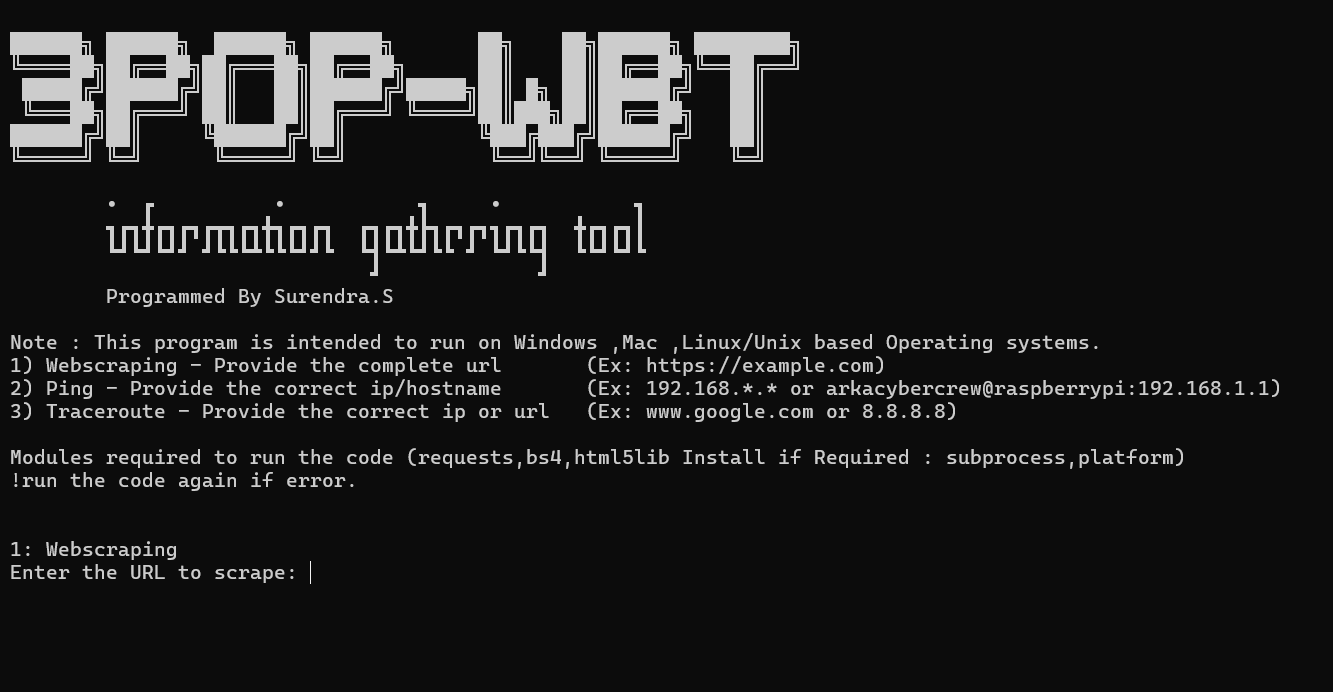 3POP-WBT
information gathrring tool
Programmed By Surendra.S
Note : This program is intended to run on Windows ,Mac ,Linux/Unix based Operating systems.
1) Webscraping - Provide the complete url       (Ex: https://example.com)
2) Ping - Provide the correct ip/hostname       (Ex: 192.168.*.* or arkacybercrew@raspberrypi:192.168.1.1)
3) Traceroute - Provide the correct ip or url   (Ex: www.google.com or 8.8.8.8)
Modules required to run the code (requests,bs4,html5lib Install if Required : subprocess,platform)
!run the code again if error.
1: Webscraping
Enter the URL to scrape: